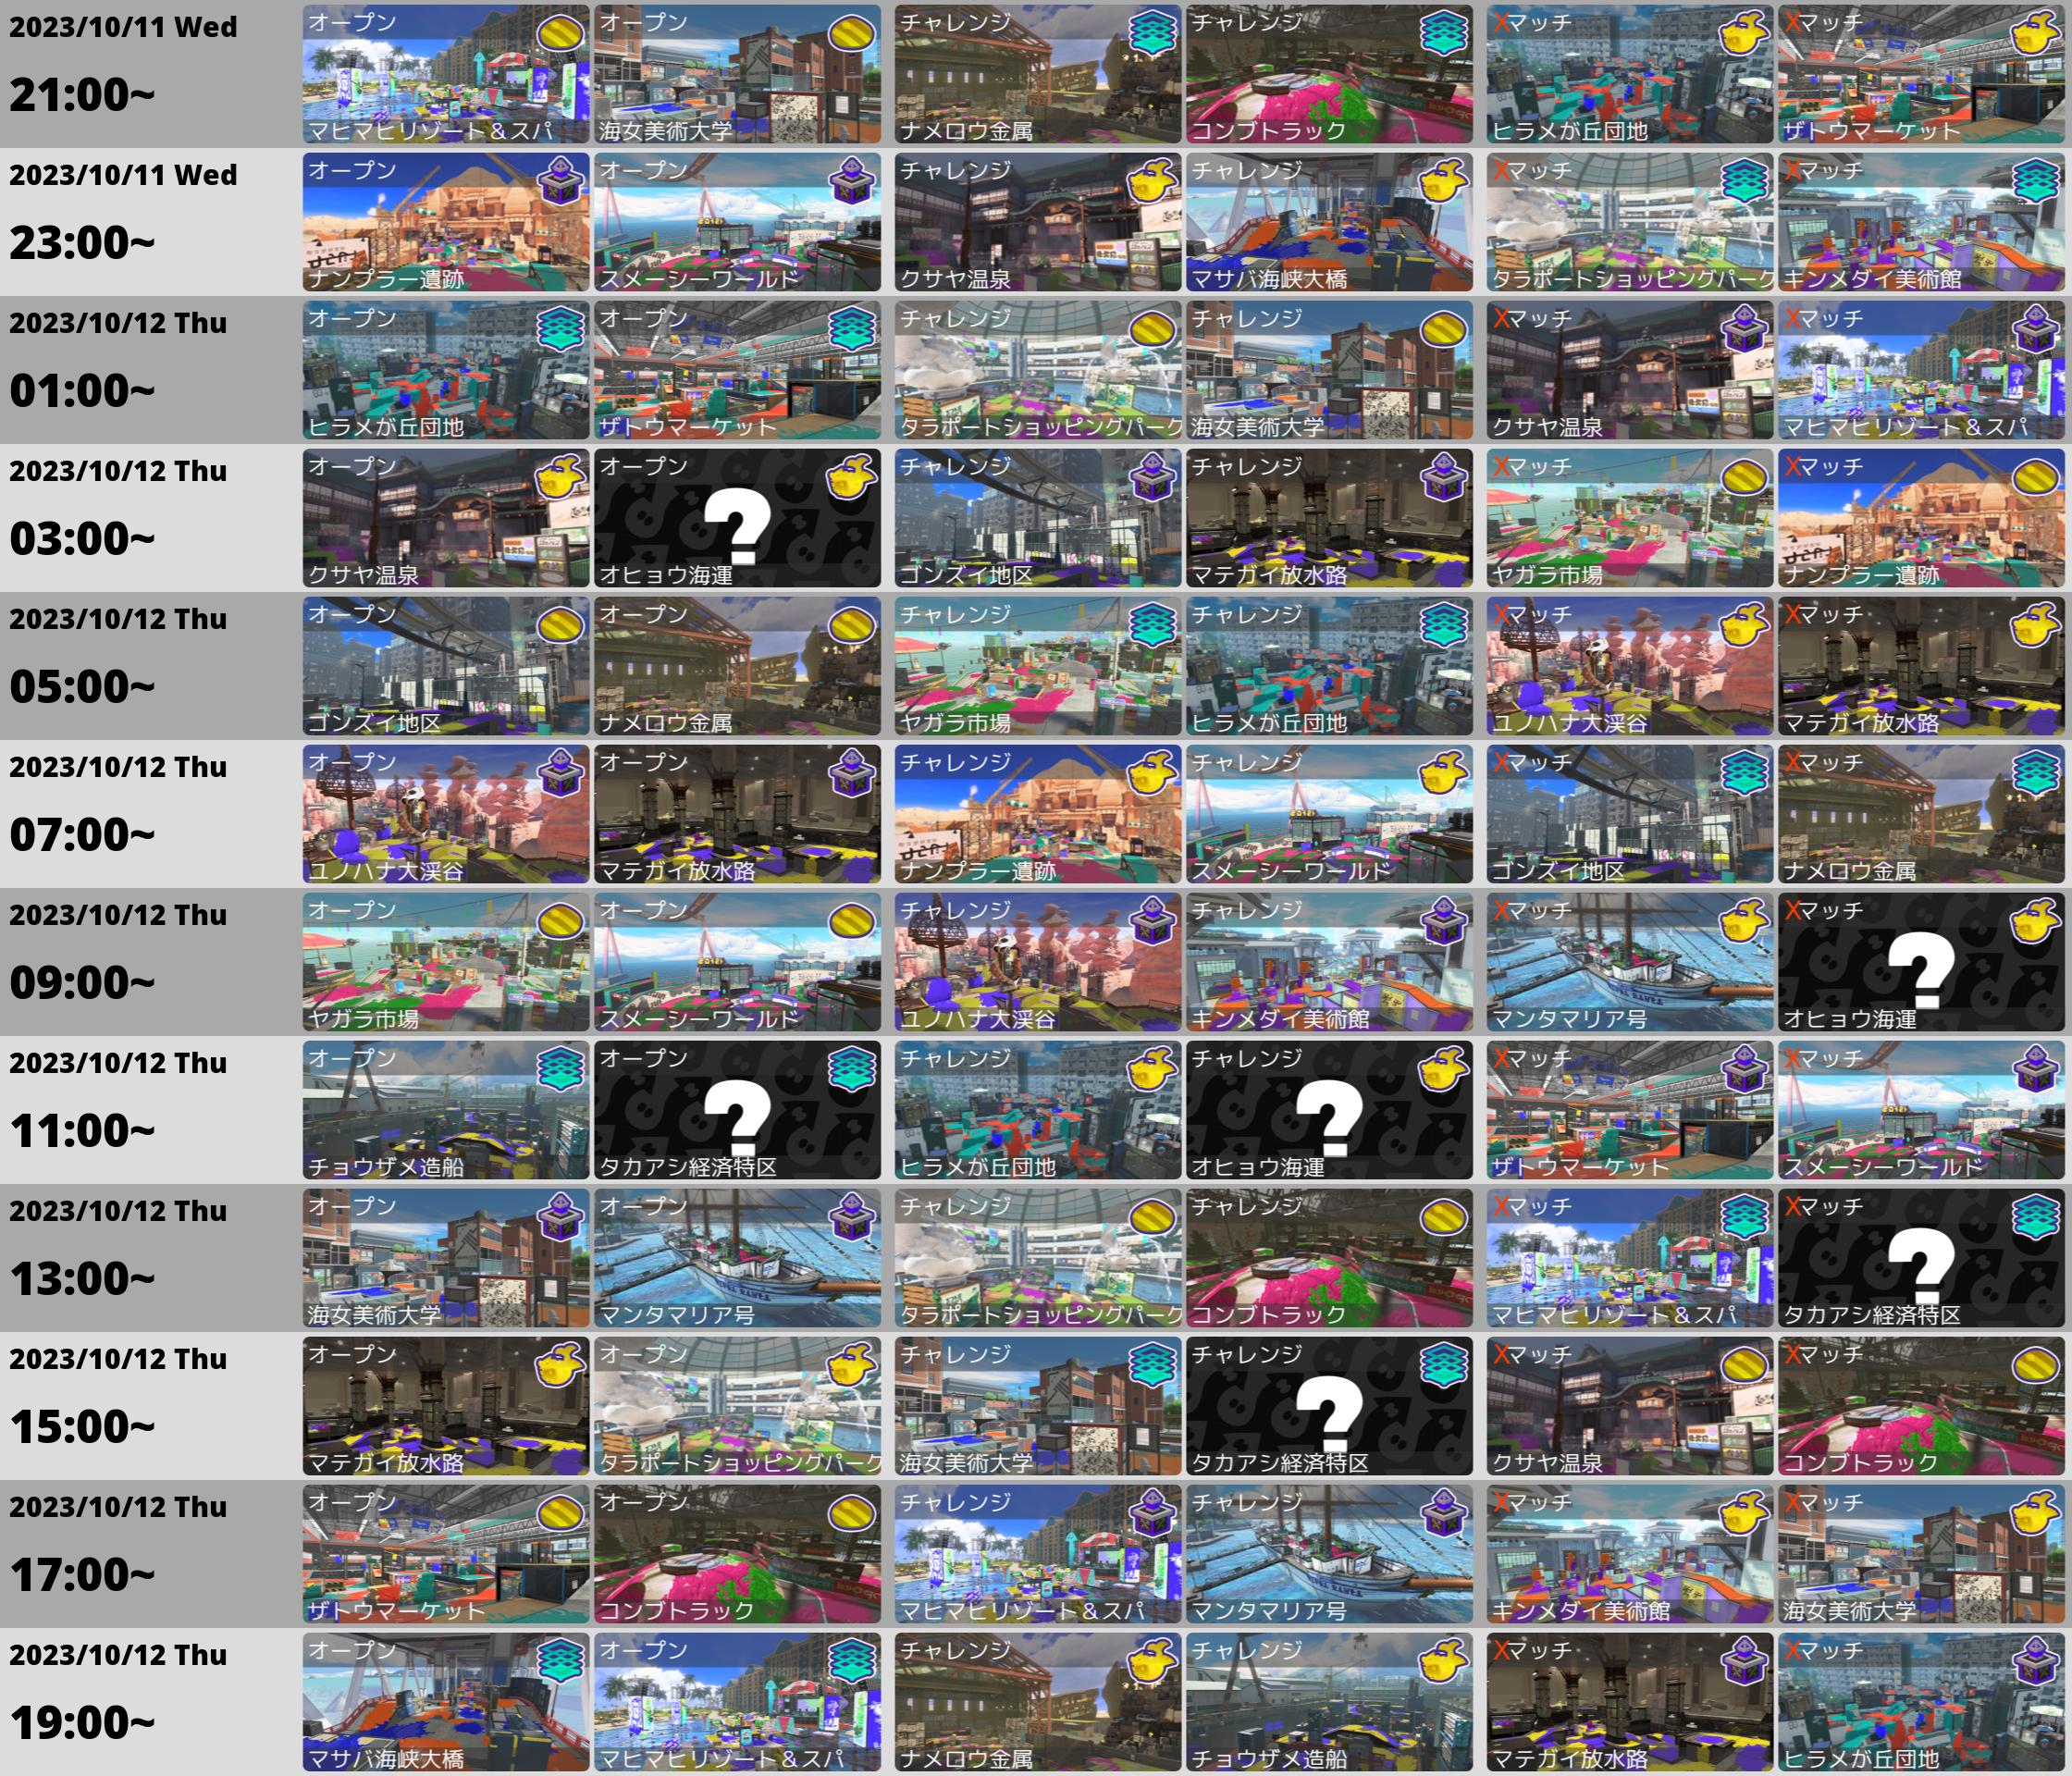 2023/10/11 Wed
21:00~
オープン
マヒマヒリゾート＆スパ
オープン
海女美術大学
チャレンジ
ナメロウ金属
チャレンジ
コンブトラック
Xマッチ
ヒラメが丘団地
Xマッチ
ザトウマーケット
2023/10/11 Wed
23:00~
オープン
ナンプラー遺跡
オープン
スメーシーワールド
チャレンジ
クサヤ温泉
チャレンジ
マサバ海峡大橋
Xマッチ
タラポートショッピングパーク
Xマッチ
キンメダイ美術館
2023/10/12 Thu
01:00~
オープン
ヒラメが丘団地
オープン
ザトウマーケット
チャレンジ
タラポートショッピングパーク
チャレンジ
海女美術大学
Xマッチ
クサヤ温泉
Xマッチ
マヒマヒリゾート＆スパ
2023/10/12 Thu
03:00~
オープン
クサヤ温泉
オープン
?
オヒョウ海運
チャレンジ
ゴンズイ地区
チャレンジ
マテガイ放水路
Xマッチ
ヤガラ市場
Xマッチ
ナンプラー遺跡
2023/10/12 Thu
05:00~
オープン
ゴンズイ地区
オープン
ナメロウ金属
チャレンジ
ヤガラ市場
チャレンジ
ヒラメが丘団地
Xマッチ
ユノハナ大渓谷
Xマッチ
マテガイ放水路
2023/10/12 Thu
07:00~
オープン
ユノハナ大渓谷
オープン
マテガイ放水路
チャレンジ
ナンプラー遺跡
チャレンジ
スメーシーワールド
Xマッチ
ゴンズイ地区
Xマッチ
ナメロウ金属
2023/10/12 Thu
09:00~
オープン
ヤガラ市場
オープン
スメーシーワールド
チャレンジ
ユノハナ大渓谷
チャレンジ
キンメダイ美術館
Xマッチ
マンタマリア号
Xマッチ
?
オヒョウ海運
2023/10/12 Thu
11:00~
オープン
チョウザメ造船
オープン
?
タカアシ経済特区
チャレンジ
ヒラメが丘団地
チャレンジ
?
オヒョウ海運
Xマッチ
ザトウマーケット
Xマッチ
スメーシーワールド
2023/10/12 Thu
13:00~
オープン
海女美術大学
オープン
マンタマリア号
チャレンジ
タラポートショッピングパーク
チャレンジ
コンブトラック
Xマッチ
マヒマヒリゾート＆スパ
Xマッチ
?
タカアシ経済特区
2023/10/12 Thu
15:00~
オープン
マテガイ放水路
オープン
タラポートショッピングパーク
チャレンジ
海女美術大学
チャレンジ
?
タカアシ経済特区
Xマッチ
クサヤ温泉
Xマッチ
コンブトラック
2023/10/12 Thu
17:00~
オープン
ザトウマーケット
オープン
コンブトラック
チャレンジ
マヒマヒリゾート＆スパ
チャレンジ
マンタマリア号
Xマッチ
キンメダイ美術館
Xマッチ
海女美術大学
2023/10/12 Thu
19:00~
オープン
マサバ海峡大橋
オープン
マヒマヒリゾート＆スパ
チャレンジ
ナメロウ金属
チャレンジ
チョウザメ造船
Xマッチ
マテガイ放水路
Xマッチ
ヒラメが丘団地